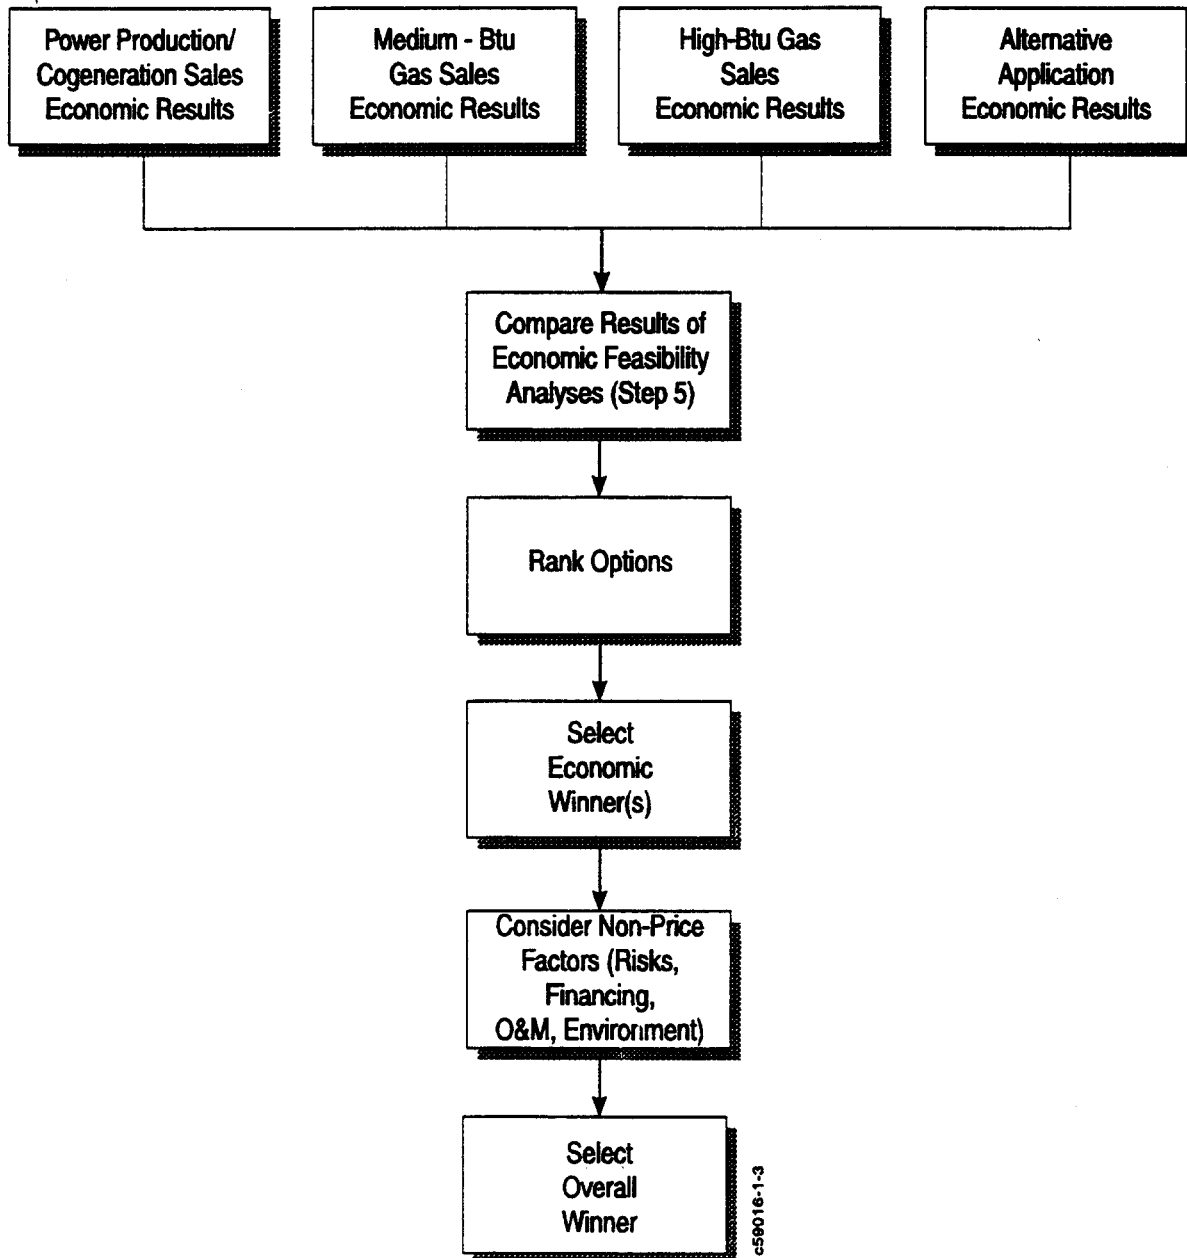 Power Production/
Cogeneration Sales
Economic Results
Medium - Btu
Gas Sales
Economic Results
High-Btu Gas
Sales
Economic Results
Alternative
Application
Economic Results
Compare Results of
Economic Feasibility
Analyses (Step 5)
Rank Options
Select
Economic
Winner(s)
Consider Non-Price
Factors (Risks,
Financing,
O&M, Environment)
Select
Overall
Winner
c59016-1-3